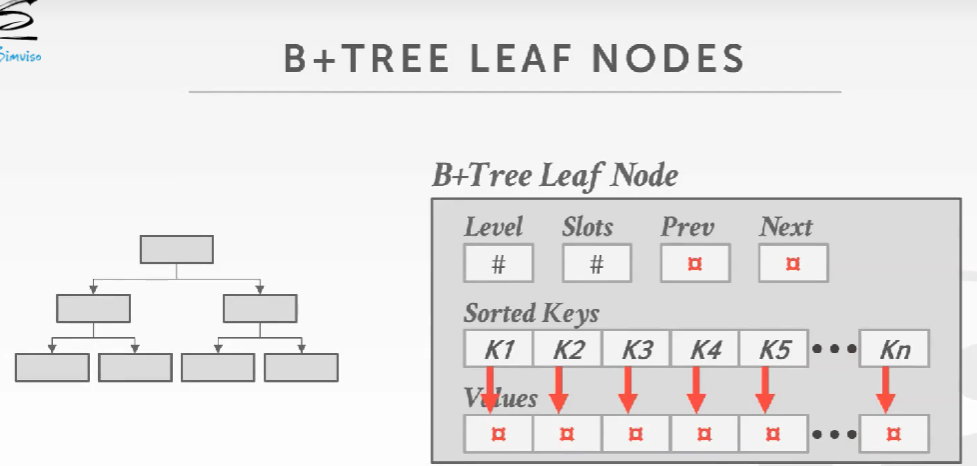 Simviso
B+TREE LEAF NODES
B+Tree Leaf Node
Level Slots Prev Next
# # ¤ ¤
Sorted Keys
K1 K2 K3 K4 K5 ••• Kn
Values
¤ ¤ ¤ ¤ ¤ ••• ¤